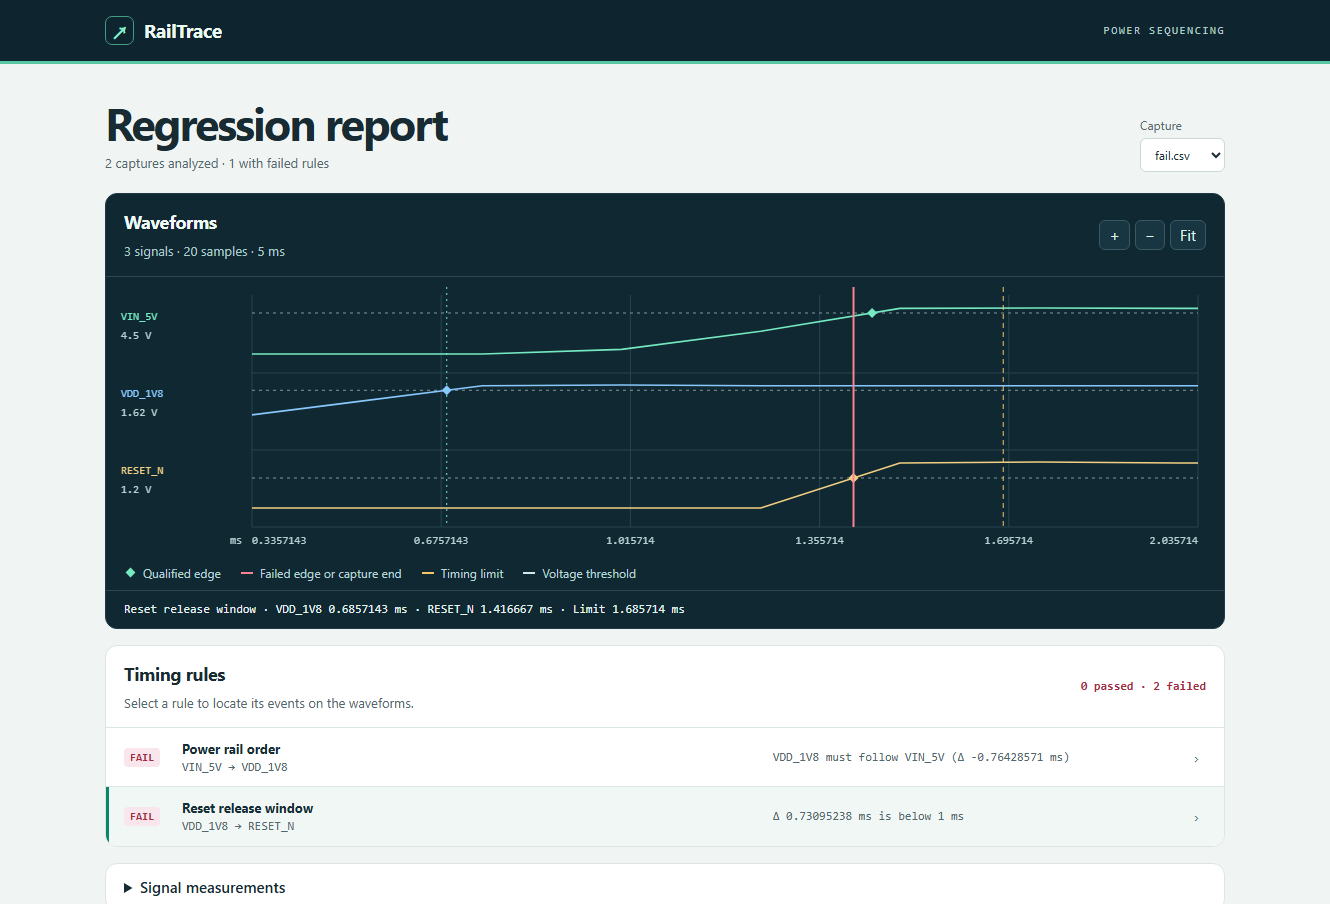 RailTrace
POWER SEQUENCING
Regression report
2 captures analyzed · 1 with failed rules
Capture
fail.csv
Waveforms
3 signals · 20 samples · 5 ms
+
−
Fit
VIN_5V
4.5 V
VDD_1V8
1.62 V
RESET_N
1.2 V
ms 0.3357143 0.6757143 1.015714 1.355714 1.695714 2.035714
Qualified edge Failed edge or capture end Timing limit Voltage threshold
Reset release window · VDD_1V8 0.6857143 ms · RESET_N 1.416667 ms · Limit 1.685714 ms
Timing rules
Select a rule to locate its events on the waveforms.
0 passed · 2 failed
FAIL
Power rail order
VIN_5V → VDD_1V8
VDD_1V8 must follow VIN_5V (Δ -0.76428571 ms)
›
FAIL
Reset release window
VDD_1V8 → RESET_N
Δ 0.73095238 ms is below 1 ms
›
Signal measurements